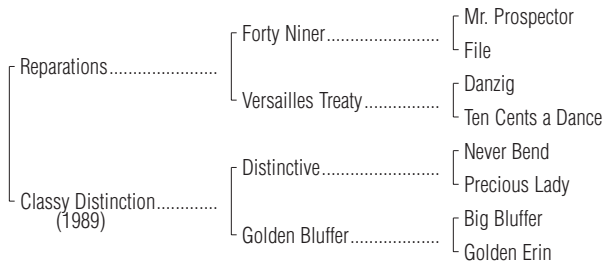 Mr. Prospector
Forty Niner
File
Reparations
Danzig
Versailles Treaty
Ten Cents a Dance
Never Bend
Distinctive
Precious Lady
Classy Distinction
(1989)
Big Bluffer
Golden Bluffer
Golden Erin